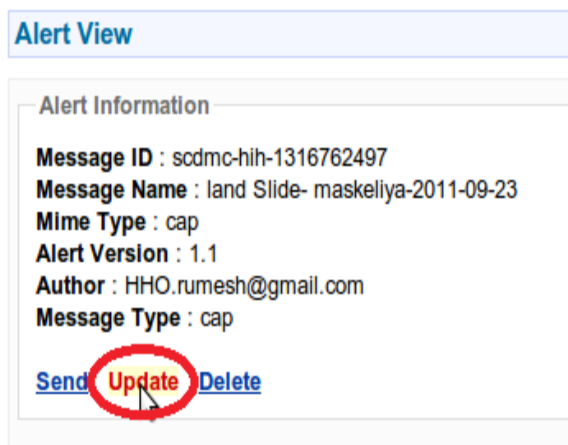 Alert View
Alert Information
Message ID : scdmc-hih-1316762497
Message Name : land Slide- maskeliya-2011-09-23
Mime Type : cap
Alert Version : 1.1
Author : HHO.rumesh@gmail.com
Message Type : cap
Send Update Delete